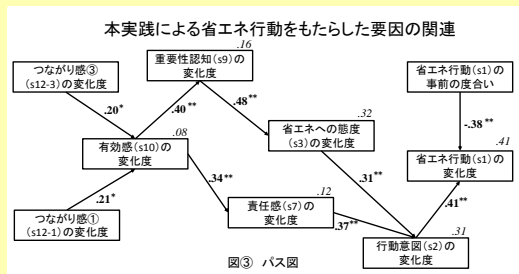 本実践による省エネ行動をもたらした要因の関連
.16
重要性認知(s9)の
変化度
つながり感③
(s12-3)の変化度
省エネ行動(s1)の
事前の度合い
.20*
.40**
.48**
.32
省エネへの態度
(s3)の変化度
-.38**
.08
有効感(s10)の
変化度
.41
省エネ行動(s1)の
変化度
.34**
.31**
.21*
.12
責任感(s7)の
変化度
.41**
つながり感①
(s12-1)の変化度
.37**
.31
行動意図(s2)の
変化度
図③ パス図